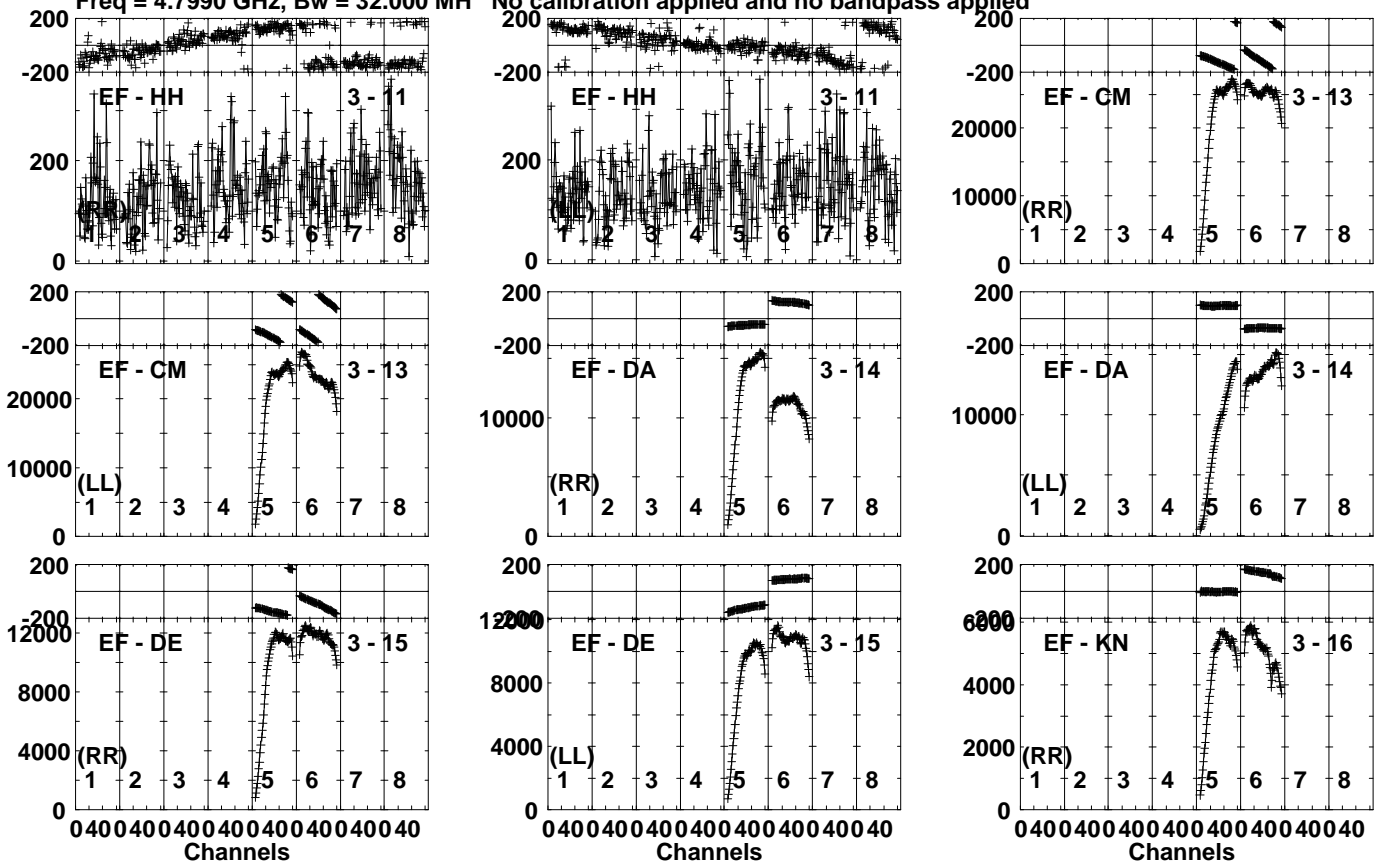 Freq = 4.7990 GHz, Bw = 32.000 MH   No calibration applied and no bandpass applied
200 200 200
-200 -200 -200
EF - HH 3 - 11 EF - HH 3 - 11 EF - CM 3 - 13
20000
200 200
10000
(RR) (LL) (RR)
1 2 3 4 5 6 7 8 1 2 3 4 5 6 7 8 1 2 3 4 5 6 7 8
0 0 0
200 200 200
-200 -200 -200
EF - CM 3 - 13 EF - DA 3 - 14 EF - DA 3 - 14
20000 10000 10000
10000
(LL) (RR) (LL)
1 2 3 4 5 6 7 8 1 2 3 4 5 6 7 8 1 2 3 4 5 6 7 8
0 0 0
200 200 200
-200 -200 -200
12000 12000 6000
EF - DE 3 - 15 EF - DE 3 - 15 EF - KN 3 - 16
8000 8000 4000
4000 4000 2000
(RR) (LL) (RR)
1 2 3 4 5 6 7 8 1 2 3 4 5 6 7 8 1 2 3 4 5 6 7 8
0 0 0
0 40 0 40 0 40 0 40 0 40 0 40 0 40 0 40 0 40 0 40 0 40 0 40 0 40 0 40 0 40 0 40 0 40 0 40 0 40 0 40 0 40 0 40 0 40 0 40
Channels Channels Channels